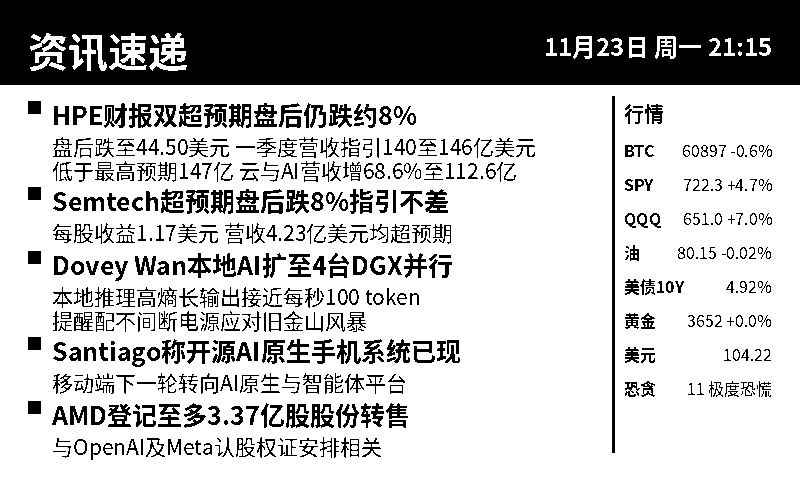 资讯速递
11月23日 周一 21:15
HPE财报双超预期盘后仍跌约8%
盘后跌至44.50美元 一季度营收指引140至146亿美元
低于最高预期147亿 云与AI营收增68.6%至112.6亿
Semtech超预期盘后跌8%指引不差
每股收益1.17美元 营收4.23亿美元均超预期
Dovey Wan本地AI扩至4台DGX并行
本地推理高熵长输出接近每秒100 token
提醒配不间断电源应对旧金山风暴
Santiago称开源AI原生手机系统已现
移动端下一轮转向AI原生与智能体平台
AMD登记至多3.37亿股股份转售
与OpenAI及Meta认股权证安排相关
行情
BTC 60897 -0.6%
SPY 722.3 +4.7%
QQQ 651.0 +7.0%
油 80.15 -0.02%
美债10Y 4.92%
黄金 3652 +0.0%
美元 104.22
恐贪 11 极度恐慌